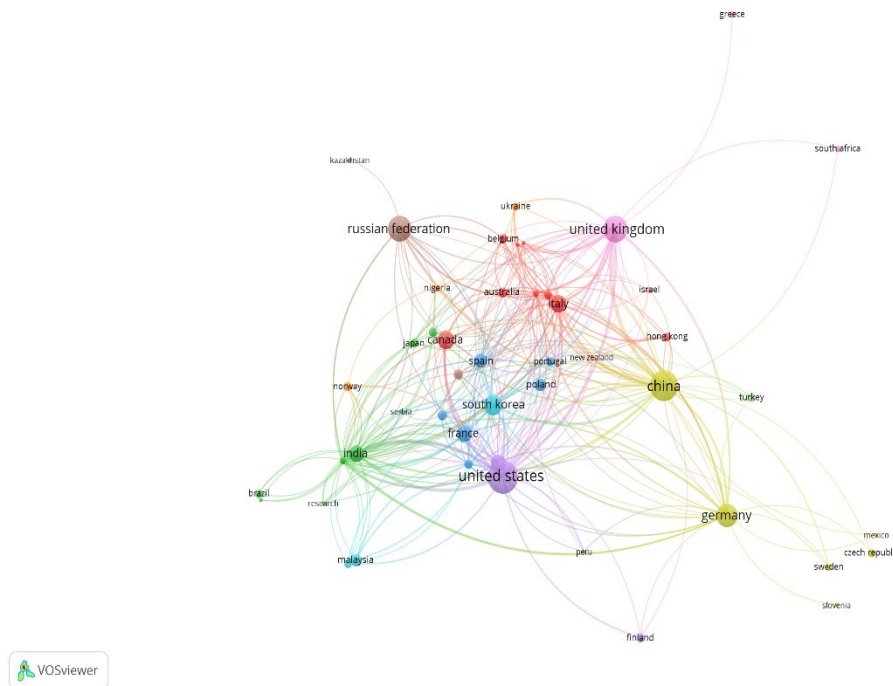 greece
south africa
kazakhstan
ukraine
russian federation
united kingdom
belgium
nigeria
australia
israel
italy
hong kong
japan
canada
spain
portugal
new zealand
norway
poland
china
turkey
serbia
south korea
france
india
united states
brazil
research
germany
mexico
peru
czech republ
malaysia
sweden
slovenia
finland
VOSviewer